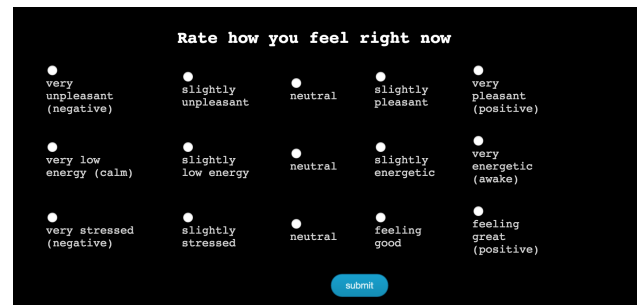 Rate how you feel right now
very unpleasant (negative)
slightly unpleasant
neutral
slightly pleasant
very pleasant (positive)
very low energy (calm)
slightly low energy
neutral
slightly energetic
very energetic (awake)
very stressed (negative)
slightly stressed
neutral
feeling good
feeling great (positive)
submit